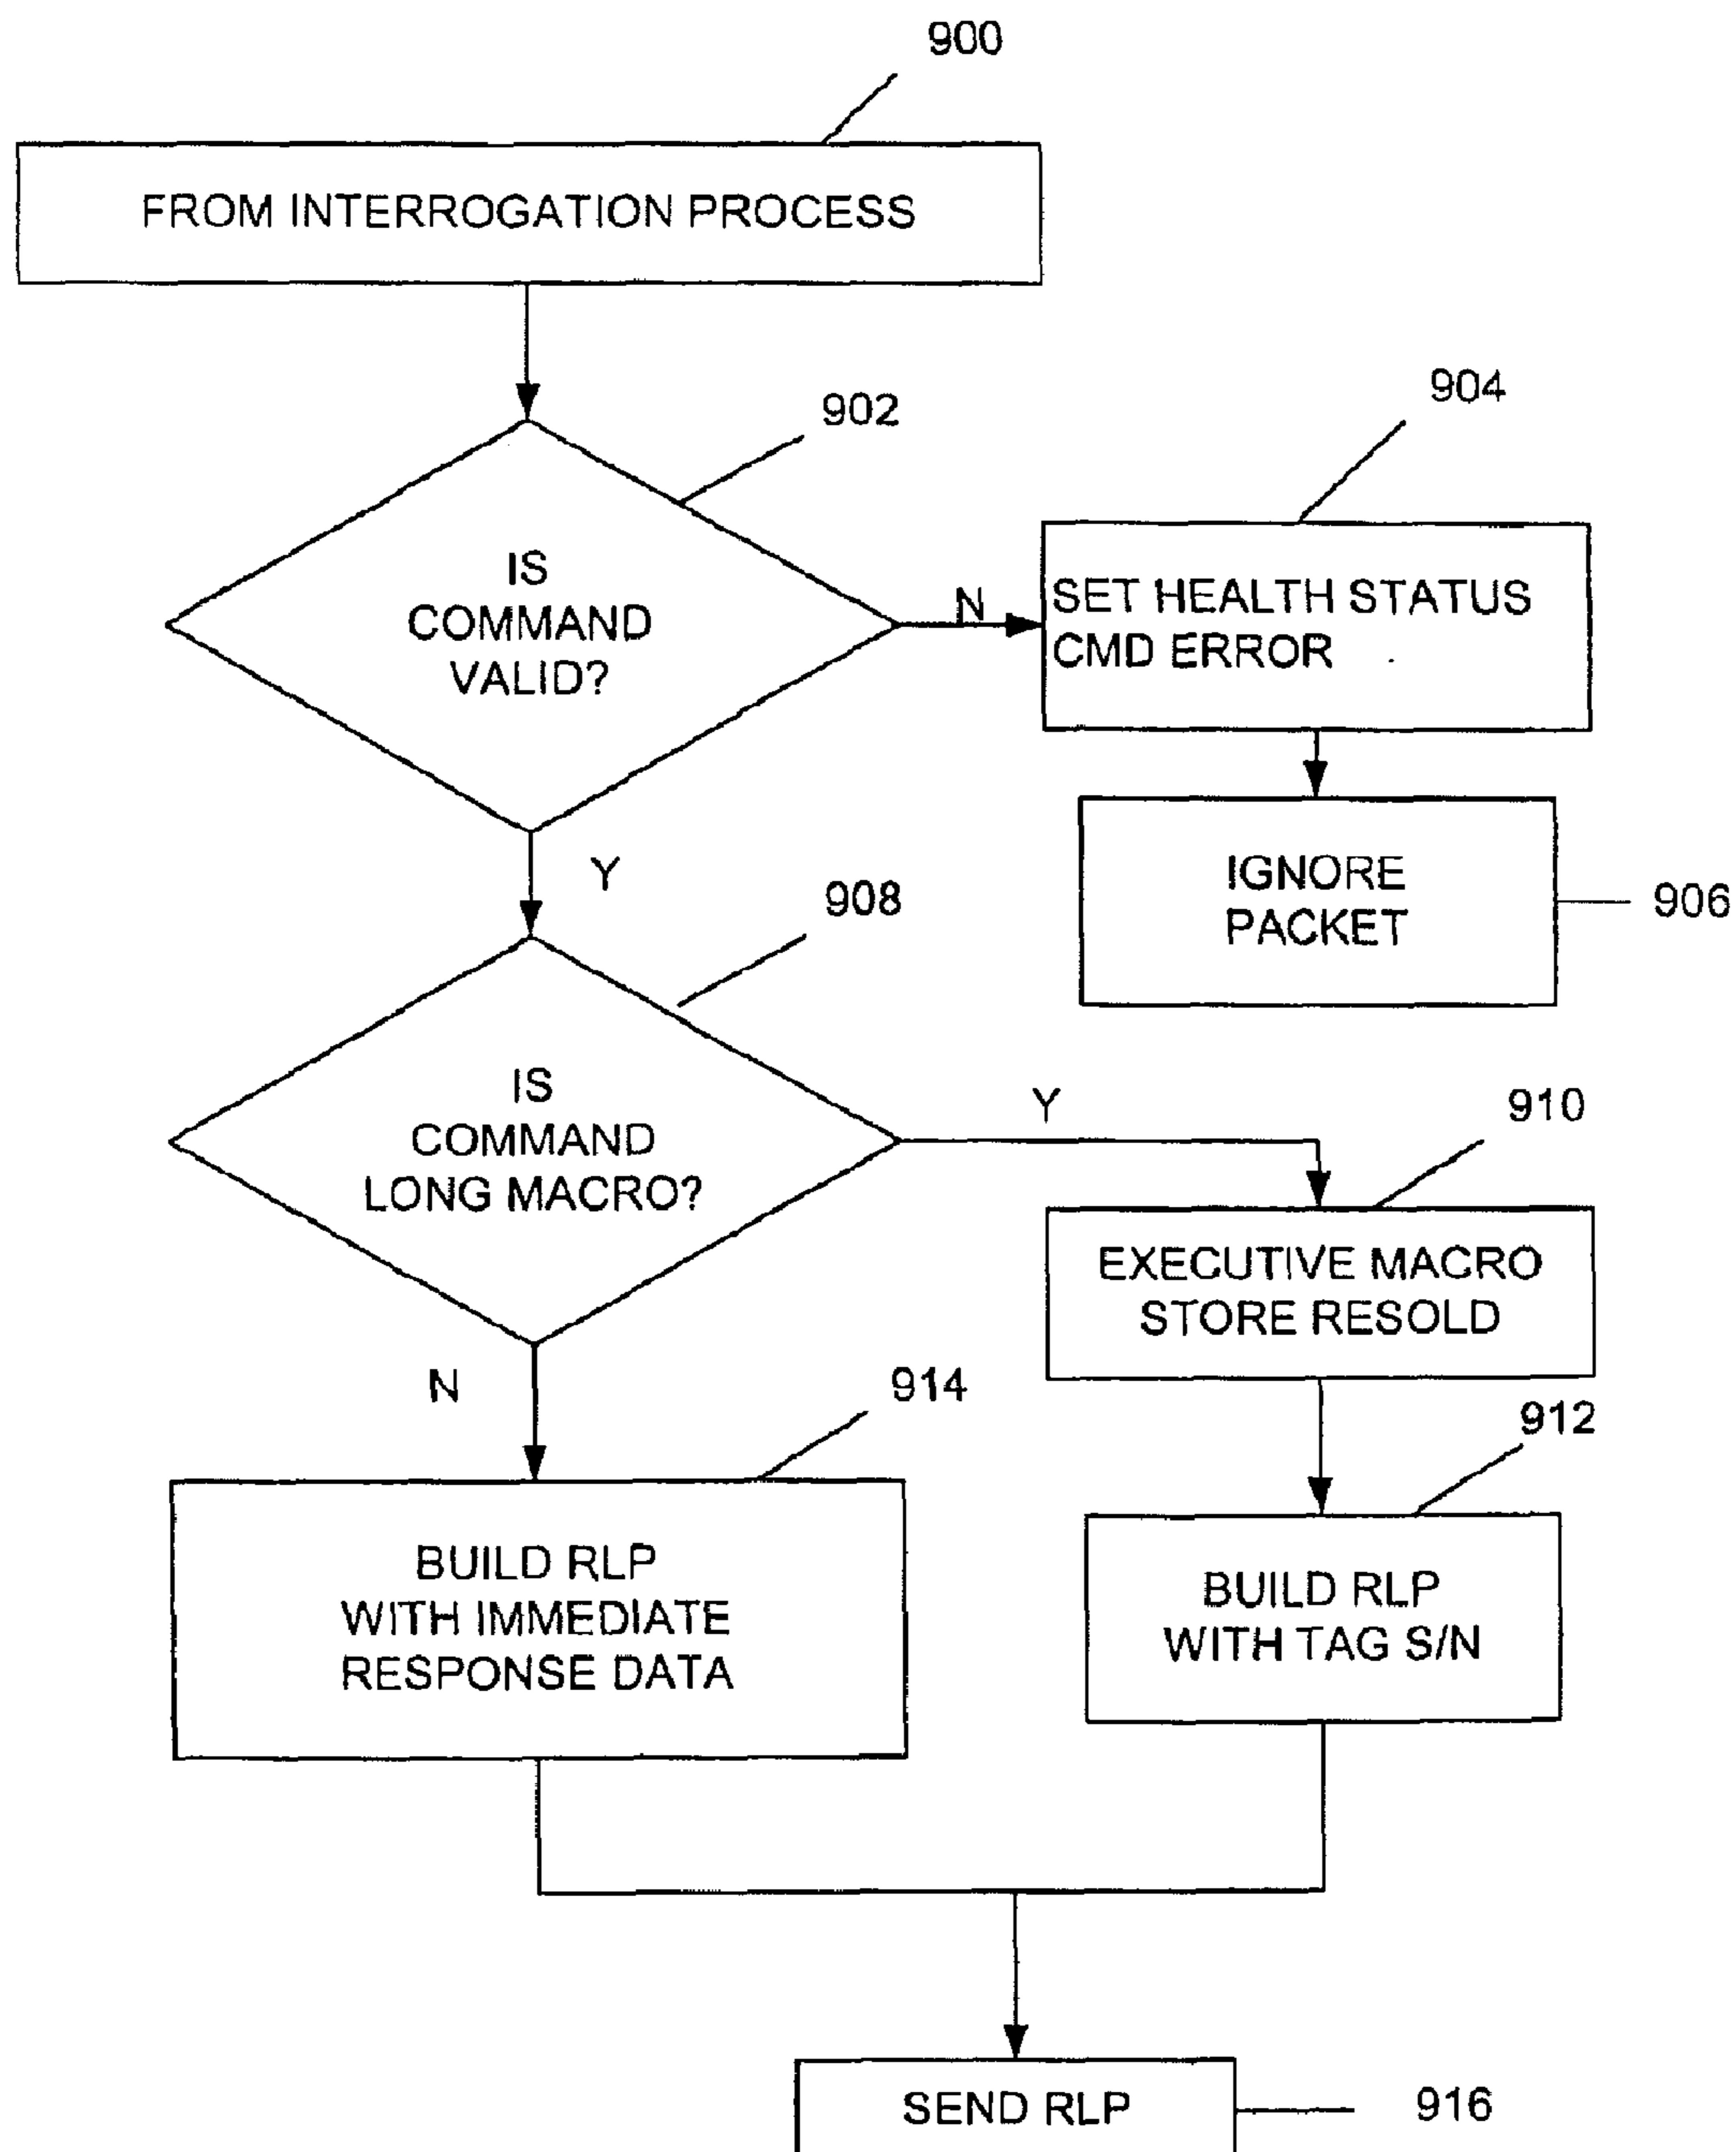 900
FROM INTERROGATION PROCESS
902
904
IS
COMMAND
VALID?
N
SET HEALTH STATUS
CMD ERROR
Y
IGNORE
PACKET
906
908
IS
COMMAND
LONG MACRO?
Y
910
EXECUTIVE MACRO
STORE RESOLD
N
914
912
BUILD RLP
WITH IMMEDIATE
RESPONSE DATA
BUILD RLP
WITH TAG S/N
SEND RLP
916